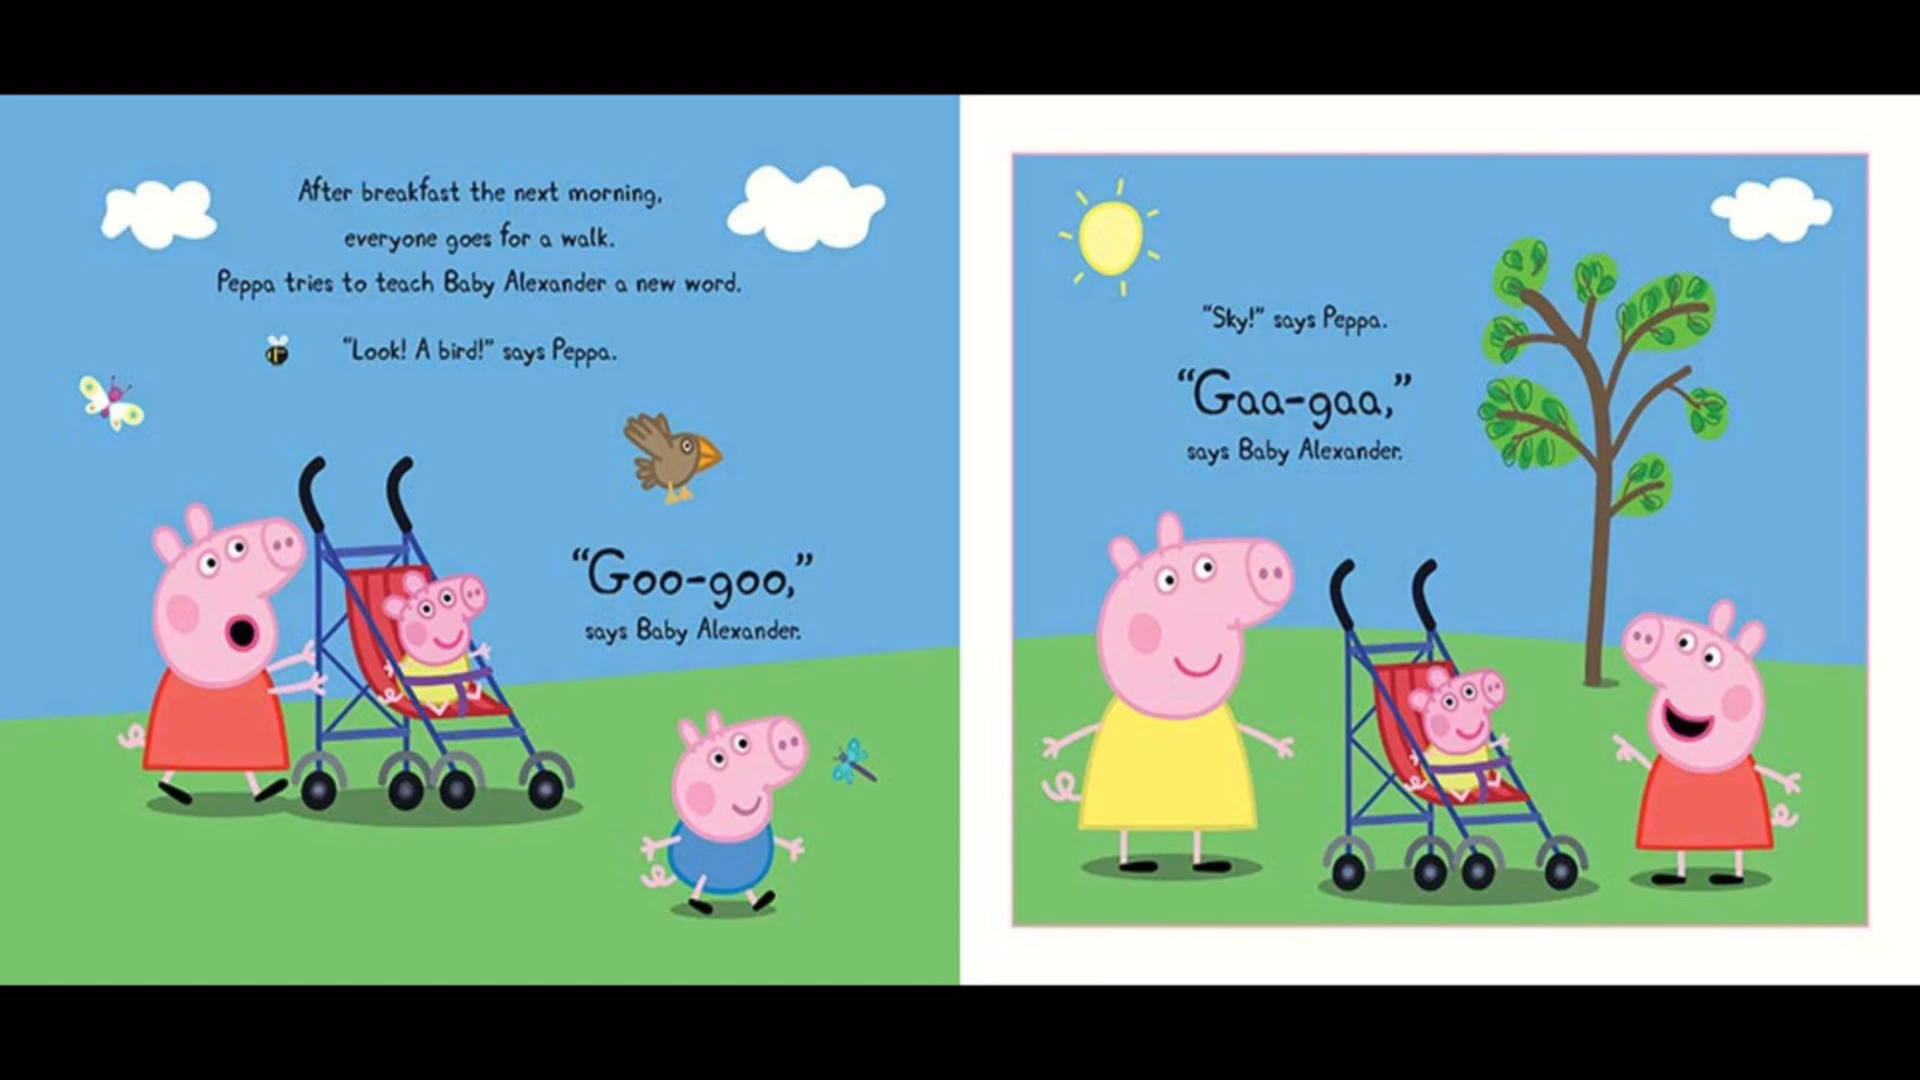 After breakfast the next morning,
everyone goes for a walk.
Peppa tries to teach Baby Alexander a new word.
“Look! A bird!” says Peppa.
“Goo-goo,”
says Baby Alexander.
“Sky!” says Peppa.
“Gaa-gaa,”
says Baby Alexander.